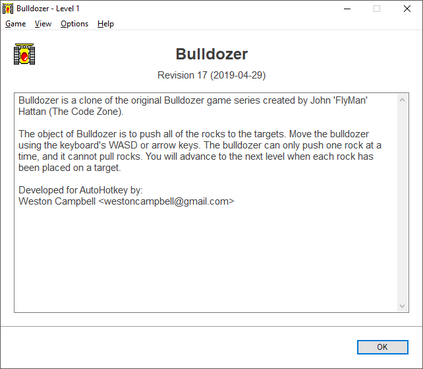 Bulldozer - Level 1
Game View Options Help
Bulldozer
Revision 17 (2019-04-29)
Bulldozer is a clone of the original Bulldozer game series created by John 'FlyMan'
Hattan (The Code Zone).
The object of Bulldozer is to push all of the rocks to the targets. Move the bulldozer
using the keyboard's WASD or arrow keys. The bulldozer can only push one rock at a
time, and it cannot pull rocks. You will advance to the next level when each rock has
been placed on a target.
Developed for AutoHotkey by:
Weston Campbell <westoncampbell@gmail.com>
OK